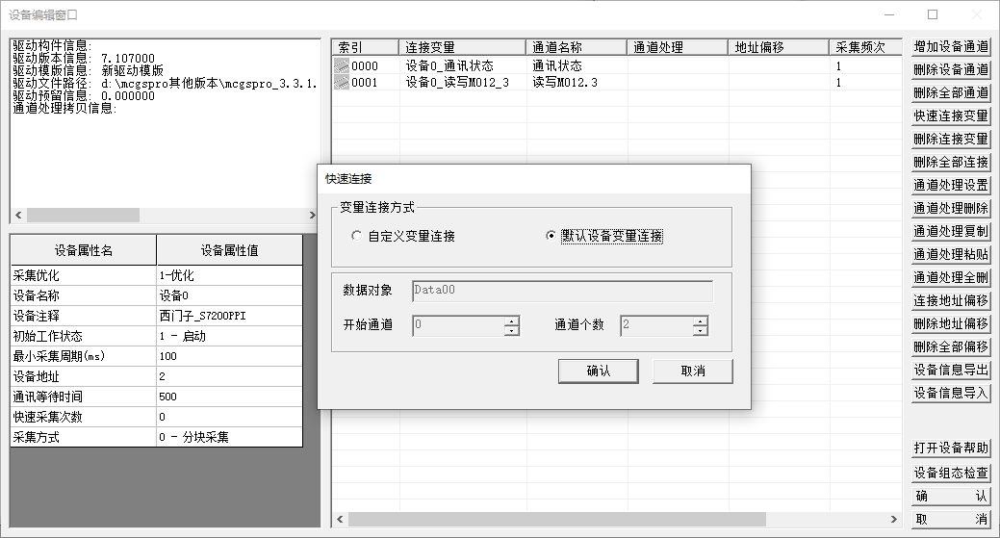 设备编辑窗口
驱动构件信息:
驱动版本信息: 7.107000
驱动模版信息: 新驱动模版
驱动文件路径: d:\mcgspro其他版本\mcgspro_3.3.1.
驱动预留信息: 0.000000
通道处理拷贝信息:
索引 连接变量 通道名称 通道处理 地址偏移 采集频次
0000 设备0_通讯状态 通讯状态 1
0001 设备0_读写M012_3 读写M012.3 1
增加设备通道
删除设备通道
删除全部通道
快速连接变量
删除连接变量
删除全部连接
通道处理设置
通道处理删除
通道处理复制
通道处理粘贴
通道处理全删
连接地址偏移
删除地址偏移
删除全部偏移
设备信息导出
设备信息导入
打开设备帮助
设备组态检查
确 认
取 消
设备属性名 设备属性值
采集优化 1-优化
设备名称 设备0
设备注释 西门子_S7200PPI
初始工作状态 1 - 启动
最小采集周期(ms) 100
设备地址 2
通讯等待时间 500
快速采集次数 0
采集方式 0 - 分块采集
快速连接
变量连接方式
自定义变量连接 默认设备变量连接
数据对象 Data00
开始通道 0 通道个数 2
确认 取消